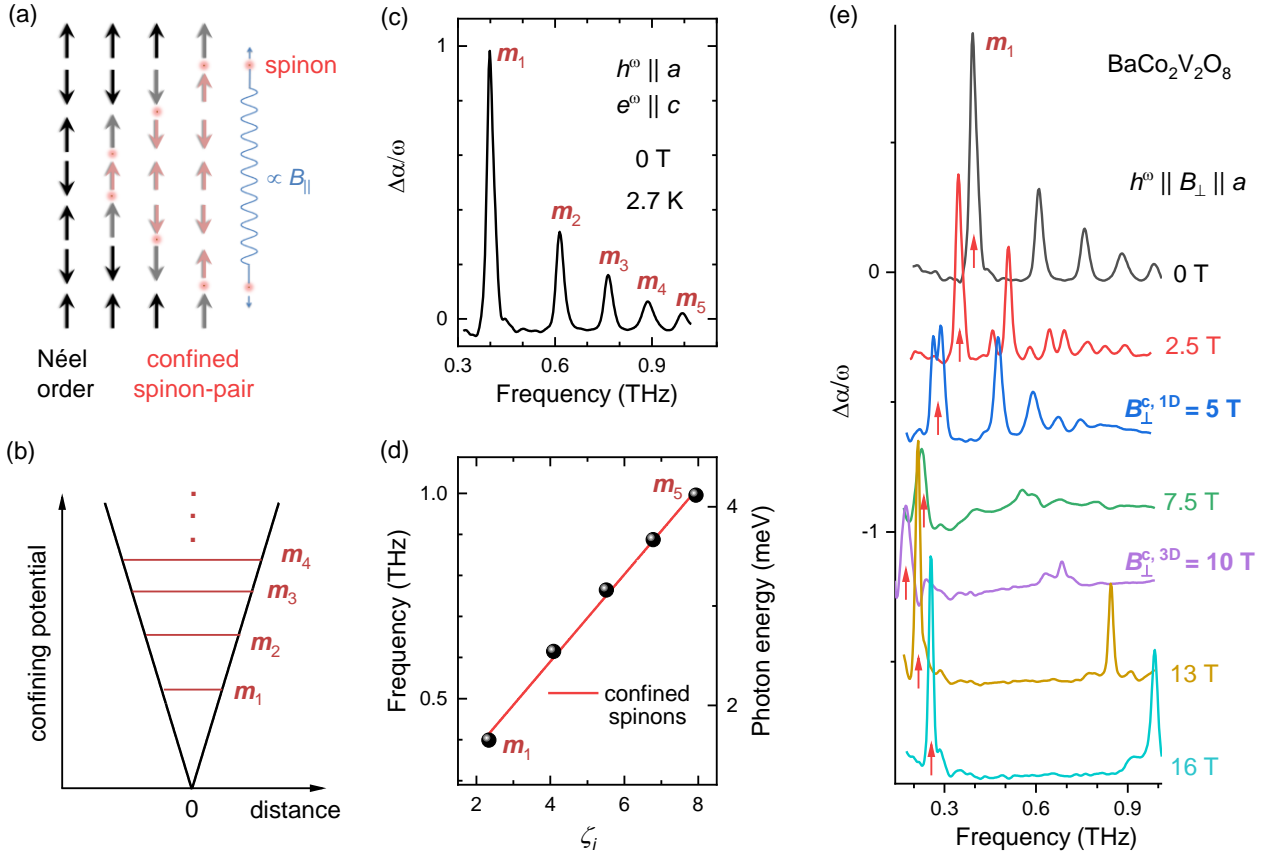 (a)
spinon
∝ B∥
Néel
order
confined
spinon-pair
(b)
confining potential
m4
m3
m2
m1
0
distance
(c)
Δα/ω
1
0
m1
m2
m3
m4
m5
hω || a
eω || c
0 T
2.7 K
0.3 0.6 0.9
Frequency (THz)
(d)
Frequency (THz)
1.0
0.5
m5
m1
confined
spinons
4
2
Photon energy (meV)
2 4 6 8
ζi
(e)
m1
BaCo2V2O8
hω || B⊥ || a
Δα/ω
0
-1
0 T
2.5 T
B⊥c, 1D = 5 T
7.5 T
B⊥c, 3D = 10 T
13 T
16 T
0.3 0.6 0.9
Frequency (THz)